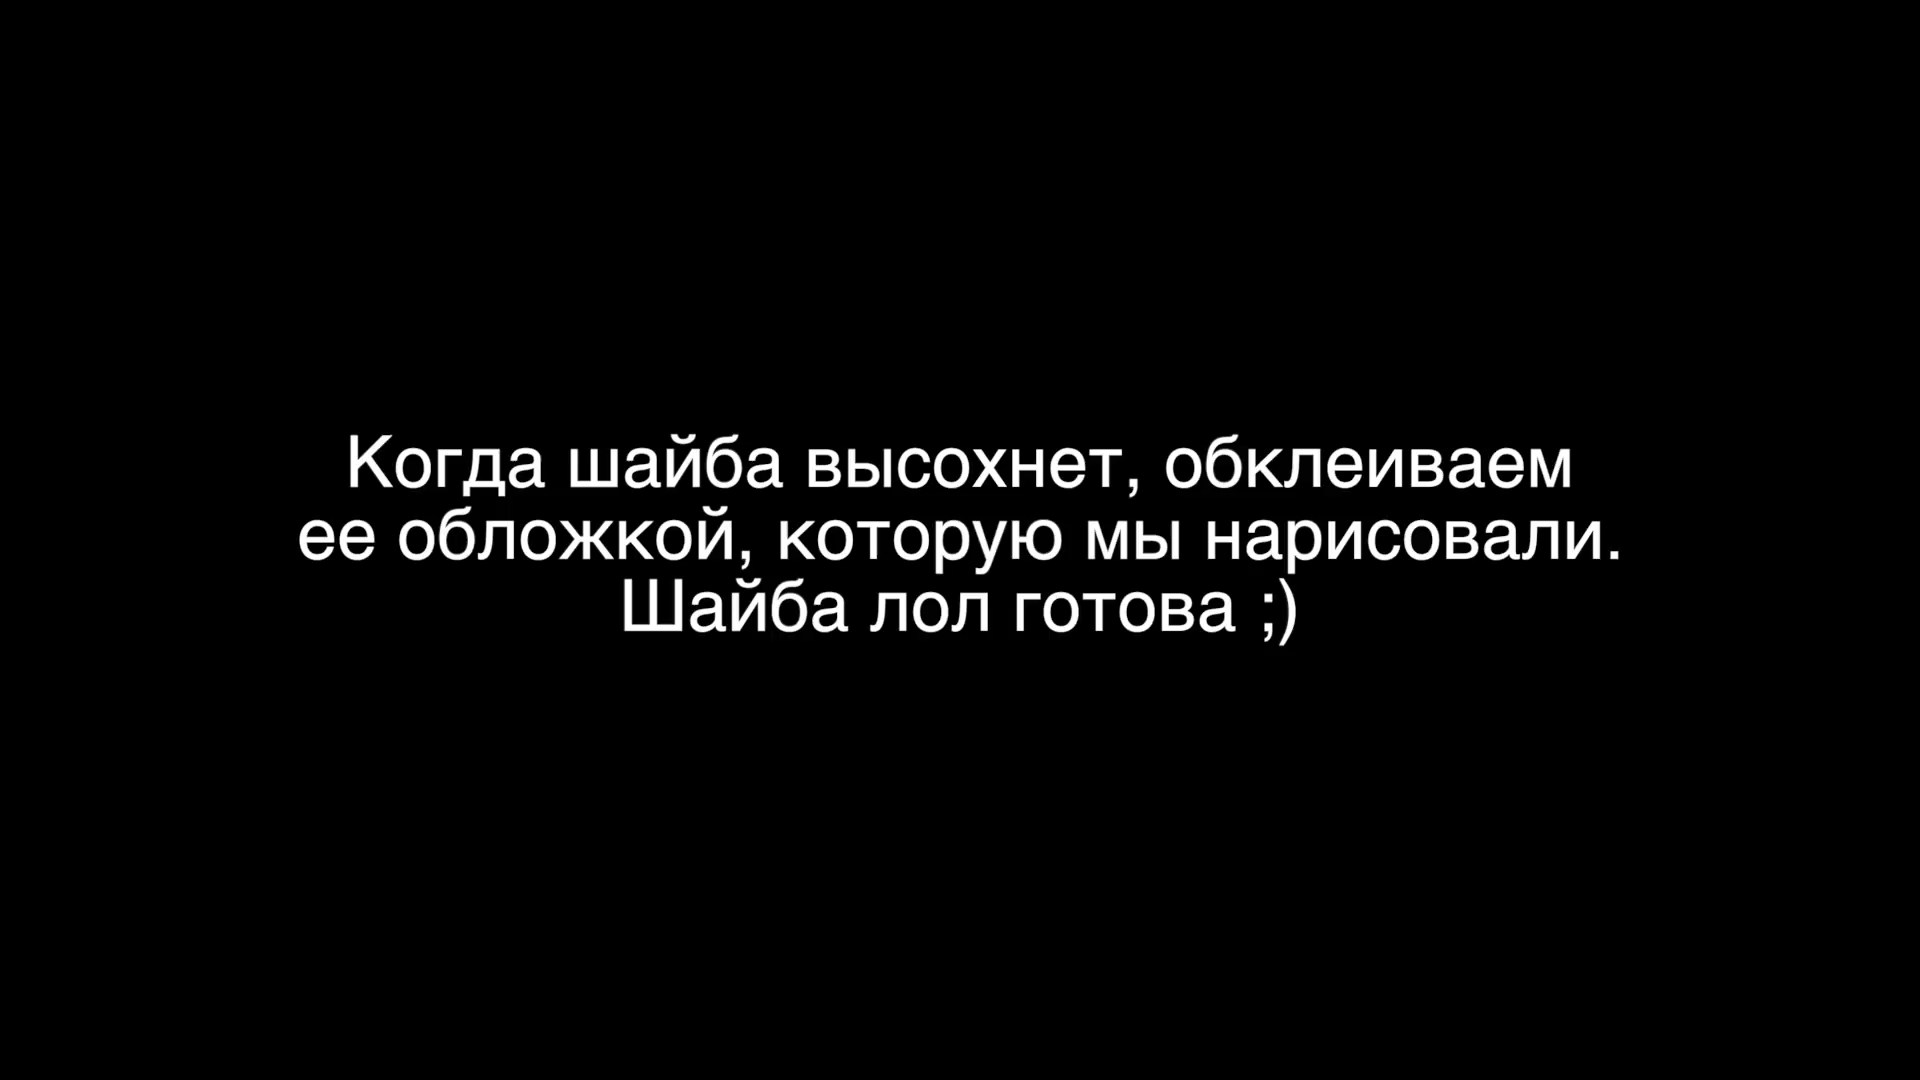 Когда шайба высохнет, обклеиваем
ее обложкой, которую мы нарисовали.
Шайба лол готова ;)